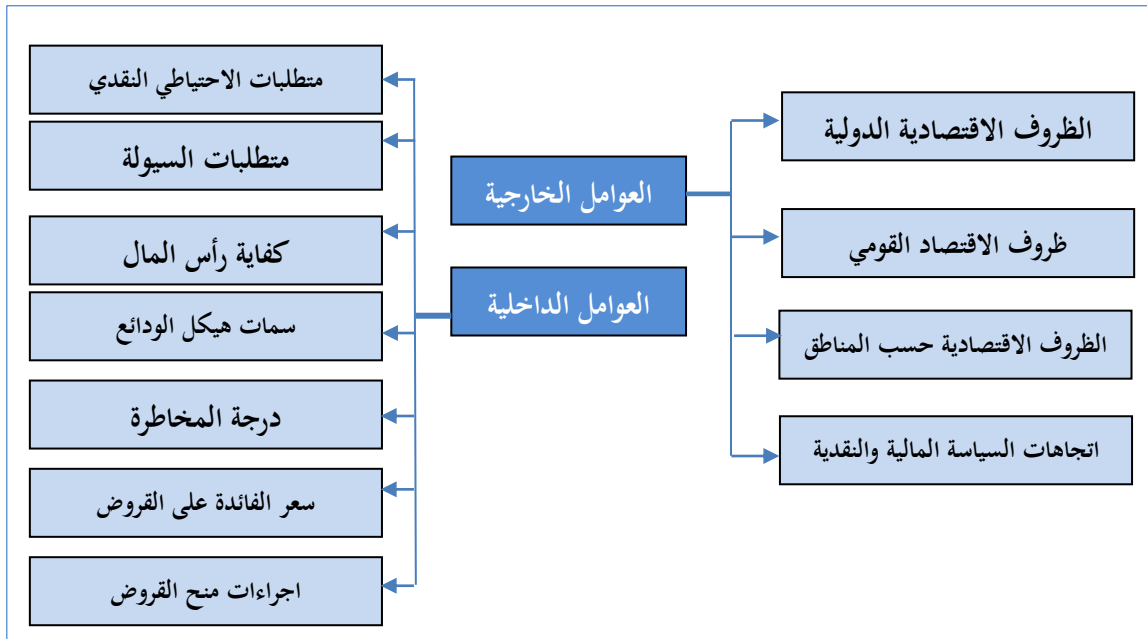 العوامل الخارجية
الظروف الاقتصادية الدولية
ظروف الاقتصاد القومي
الظروف الاقتصادية حسب المناطق
اتجاهات السياسة المالية والنقدية
العوامل الداخلية
متطلبات الاحتياطي النقدي
متطلبات السيولة
كفاية رأس المال
سمات هيكل الودائع
درجة المخاطرة
سعر الفائدة على القروض
اجراءات منح القروض